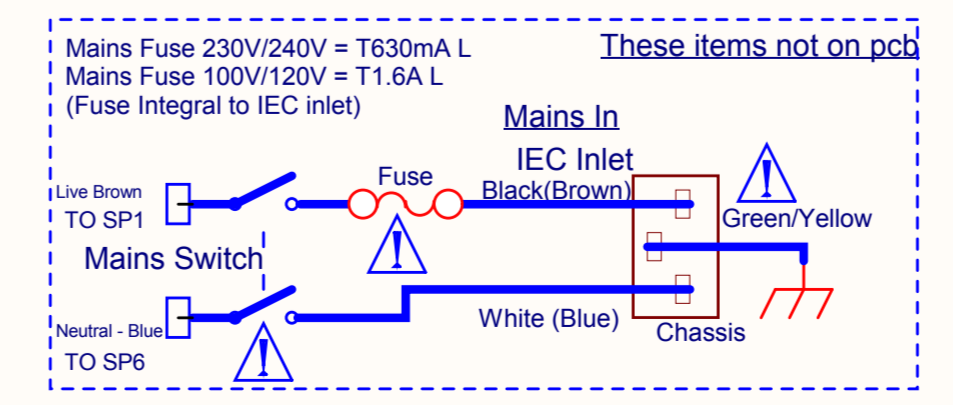 Mains Fuse 230V/240V = T630mA L
These items not on pcb
Mains Fuse 100V/120V = T1.6A L
(Fuse Integral to IEC inlet)
Mains In
IEC Inlet
Fuse
Black(Brown)
Live Brown
TO SP1
Green/Yellow
Mains Switch
White (Blue)
Chassis
Neutral - Blue
TO SP6